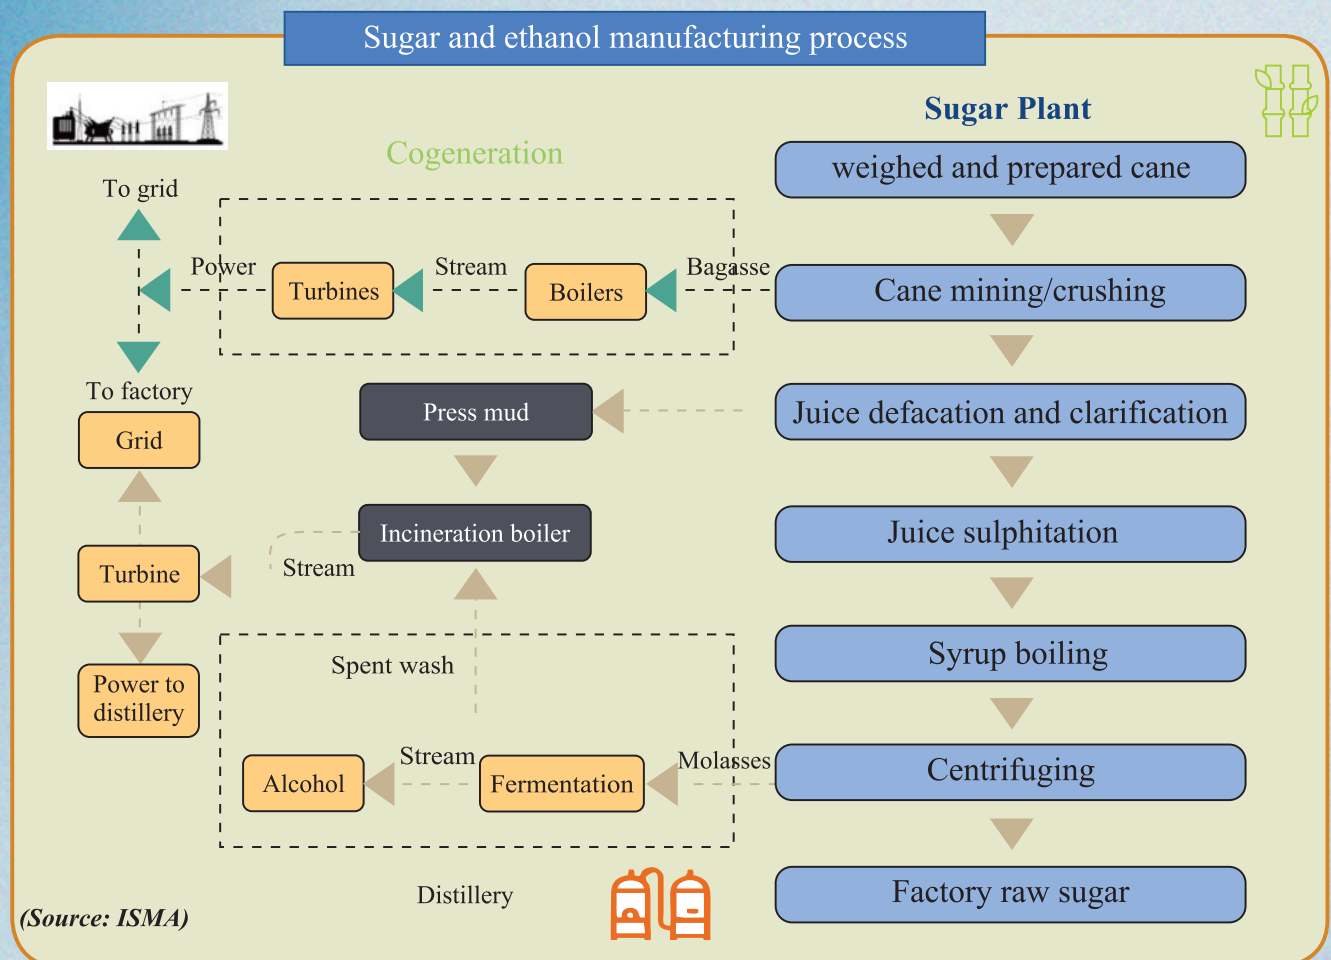 Sugar and ethanol manufacturing process
Sugar Plant
Cogeneration
weighed and prepared cane
To grid
Power
Stream
Bagasse
Turbines
Boilers
Cane mining/crushing
To factory
Press mud
Juice defacation and clarification
Grid
Incineration boiler
Juice sulphitation
Stream
Turbine
Spent wash
Syrup boiling
Power to
distillery
Stream
Molasses
Alcohol
Fermentation
Centrifuging
Distillery
Factory raw sugar
(Source: ISMA)